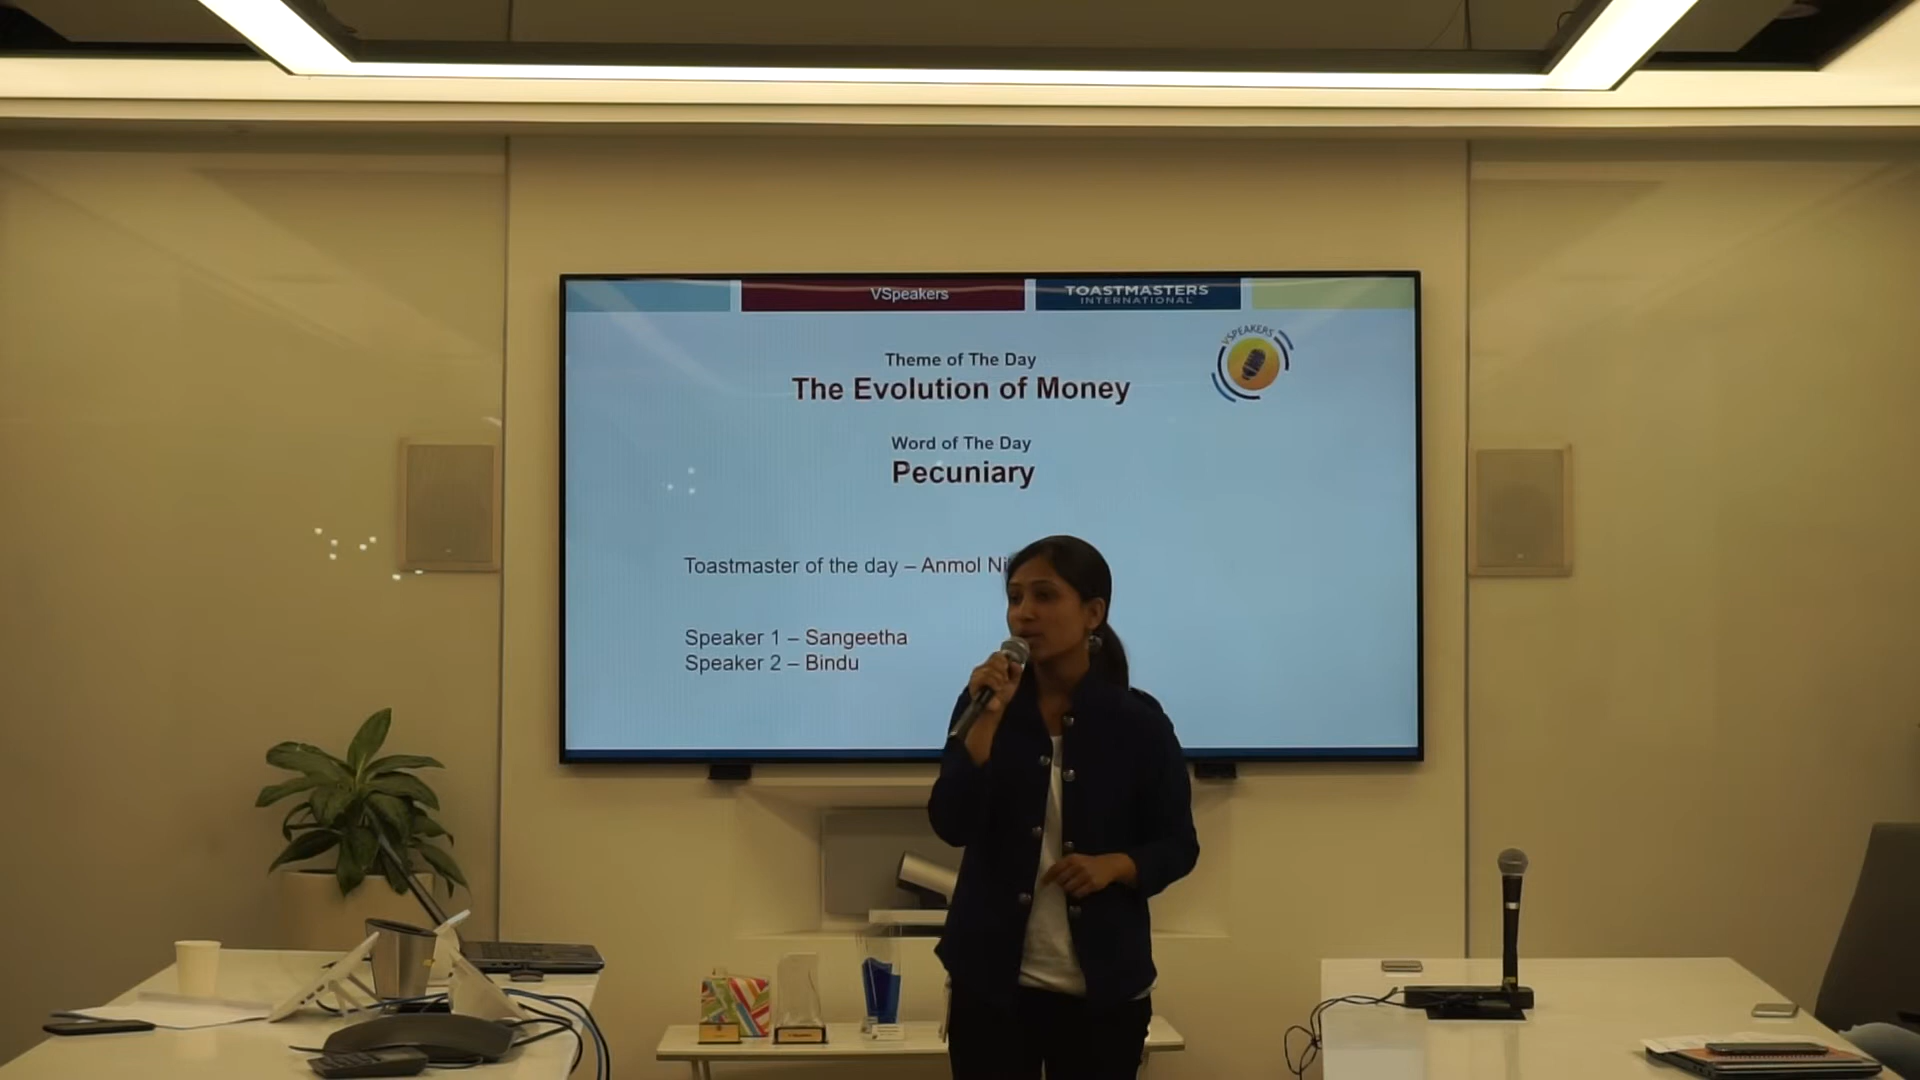 VSpeakers
TOASTMASTERS
INTERNATIONAL
VSPEAKERS
Theme of The Day
The Evolution of Money
Word of The Day
Pecuniary
Toastmaster of the day – Anmol
Speaker 1 – Sangeetha
Speaker 2 – Bindu